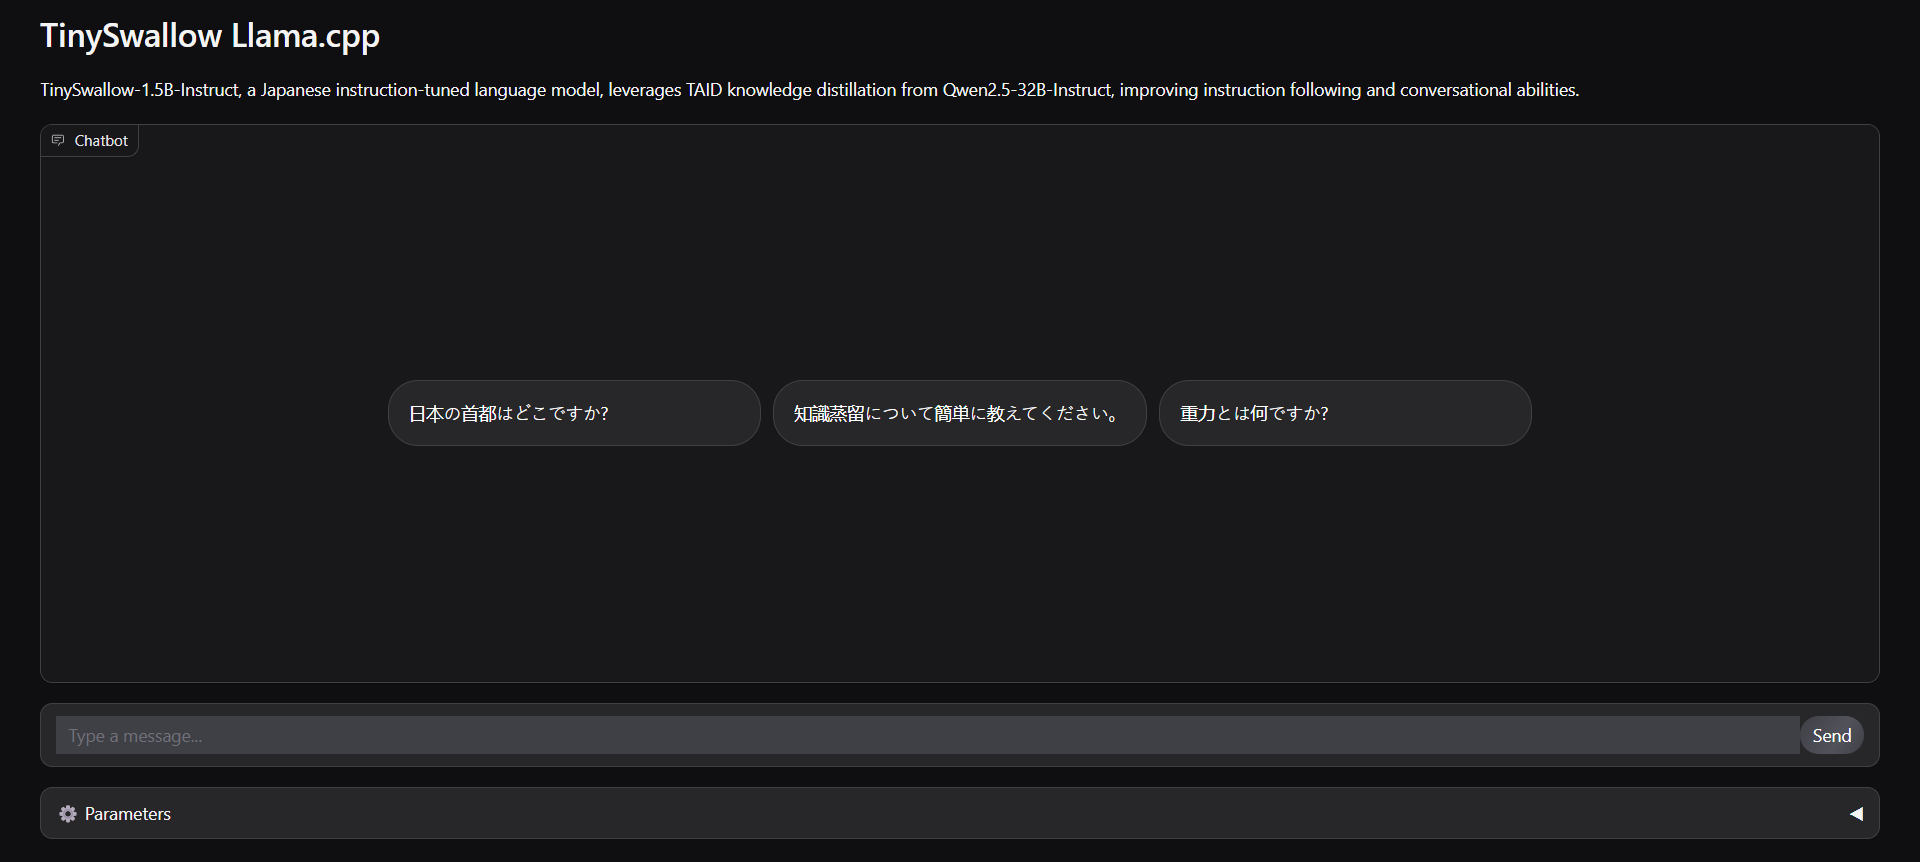 TinySwallow Llama.cpp
TinySwallow-1.5B-Instruct, a Japanese instruction-tuned language model, leverages TAID knowledge distillation from Qwen2.5-32B-Instruct, improving instruction following and conversational abilities.
Chatbot
日本の首都はどこですか?
知識蒸留について簡単に教えてください。
重力とは何ですか?
Type a message...
Send
Parameters